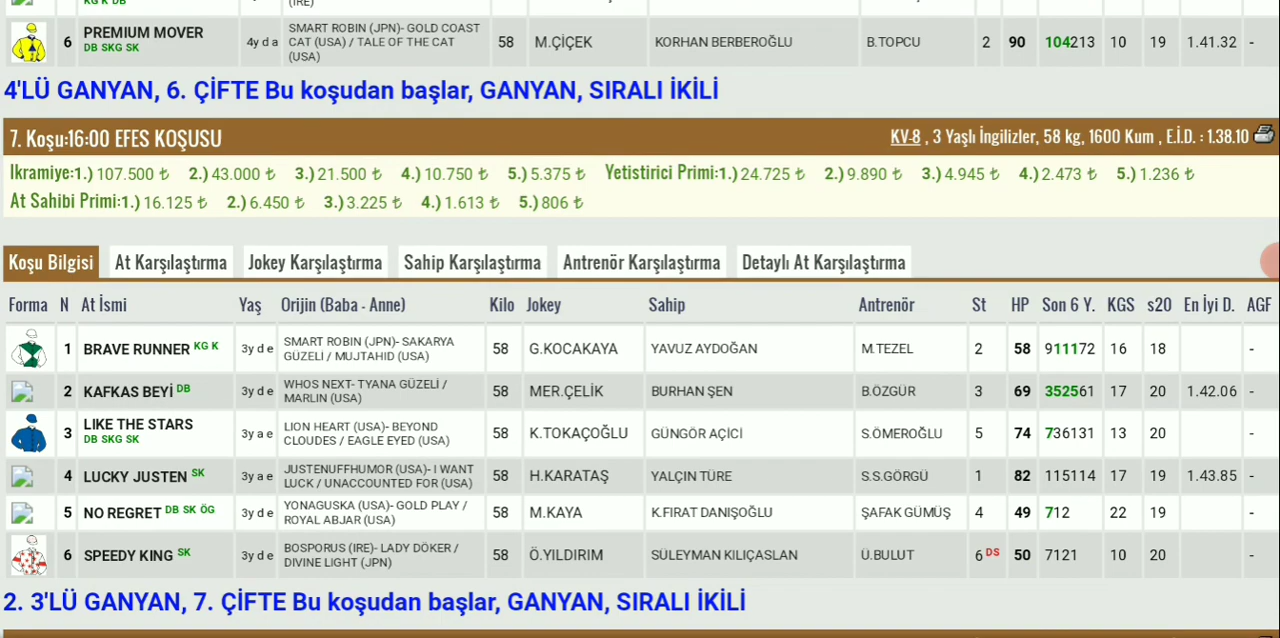 KG K DB
(IRE)
6 PREMIUM MOVER DB SKG SK 4y d a SMART ROBIN (JPN)- GOLD COAST CAT (USA) / TALE OF THE CAT (USA) 58 M.ÇİÇEK KORHAN BERBEROĞLU B.TOPCU 2 90 104213 10 19 1.41.32 -
4'LÜ GANYAN, 6. ÇİFTE Bu koşudan başlar, GANYAN, SIRALI İKİLİ
7. Koşu:16:00 EFES KOŞUSU KV-8 , 3 Yaşlı İngilizler, 58 kg, 1600 Kum , E.İ.D. : 1.38.10
İkramiye:1.) 107.500 ₺ 2.) 43.000 ₺ 3.) 21.500 ₺ 4.) 10.750 ₺ 5.) 5.375 ₺ Yetistirici Primi:1.) 24.725 ₺ 2.) 9.890 ₺ 3.) 4.945 ₺ 4.) 2.473 ₺ 5.) 1.236 ₺
At Sahibi Primi:1.) 16.125 ₺ 2.) 6.450 ₺ 3.) 3.225 ₺ 4.) 1.613 ₺ 5.) 806 ₺
Koşu Bilgisi At Karşılaştırma Jokey Karşılaştırma Sahip Karşılaştırma Antrenör Karşılaştırma Detaylı At Karşılaştırma
Forma N At İsmi Yaş Orijin (Baba - Anne) Kilo Jokey Sahip Antrenör St HP Son 6 Y. KGS s20 En İyi D. AGF
1 BRAVE RUNNER KG K 3y d e SMART ROBIN (JPN)- SAKARYA GÜZELİ / MUJTAHID (USA) 58 G.KOCAKAYA YAVUZ AYDOĞAN M.TEZEL 2 58 911172 16 18 -
2 KAFKAS BEYİ DB 3y d e WHOS NEXT- TYANA GÜZELİ / MARLIN (USA) 58 MER.ÇELİK BURHAN ŞEN B.ÖZGÜR 3 69 352561 17 20 1.42.06 -
3 LIKE THE STARS DB SKG SK 3y a e LION HEART (USA)- BEYOND CLOUDES / EAGLE EYED (USA) 58 K.TOKAÇOĞLU GÜNGÖR AÇİCİ S.ÖMEROĞLU 5 74 736131 13 20 -
4 LUCKY JUSTEN SK 3y a e JUSTENUFFHUMOR (USA)- I WANT LUCK / UNACCOUNTED FOR (USA) 58 H.KARATAŞ YALÇIN TÜRE S.S.GÖRGÜ 1 82 115114 17 19 1.43.85 -
5 NO REGRET DB SK ÖG 3y d e YONAGUSKA (USA)- GOLD PLAY / ROYAL ABJAR (USA) 58 M.KAYA K.FIRAT DANIŞOĞLU ŞAFAK GÜMÜŞ 4 49 712 22 19 -
6 SPEEDY KING SK 3y d e BOSPORUS (IRE)- LADY DÖKER / DIVINE LIGHT (JPN) 58 Ö.YILDIRIM SÜLEYMAN KILIÇASLAN Ü.BULUT 6 DS 50 7121 10 20 -
2. 3'LÜ GANYAN, 7. ÇİFTE Bu koşudan başlar, GANYAN, SIRALI İKİLİ